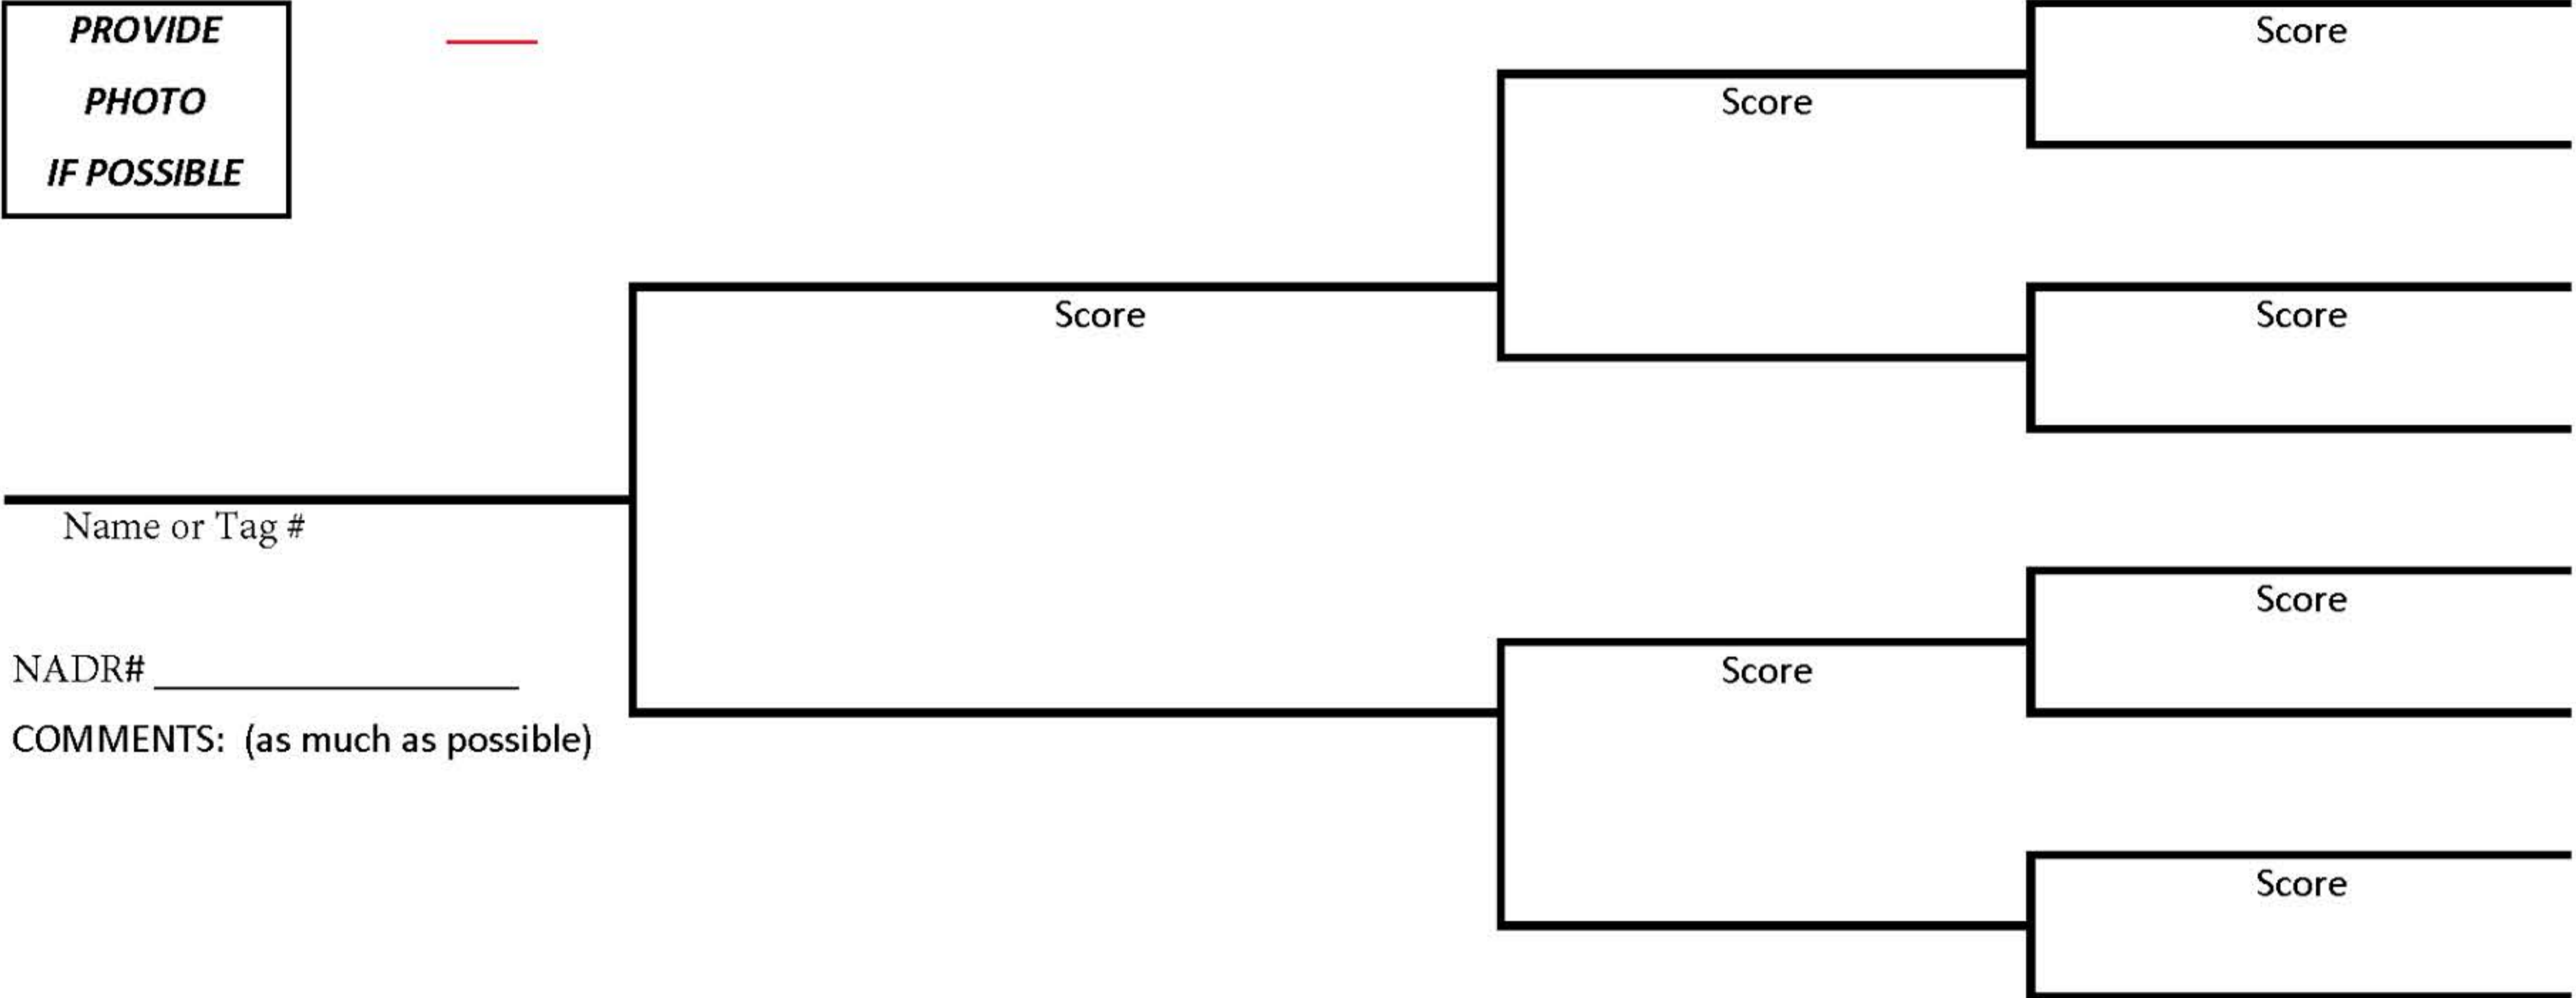 PROVIDE
PHOTO
IF POSSIBLE
Score
Score
Score
Score
Name or Tag #
Score
NADR# ___________________
Score
COMMENTS:  (as much as possible)
Score